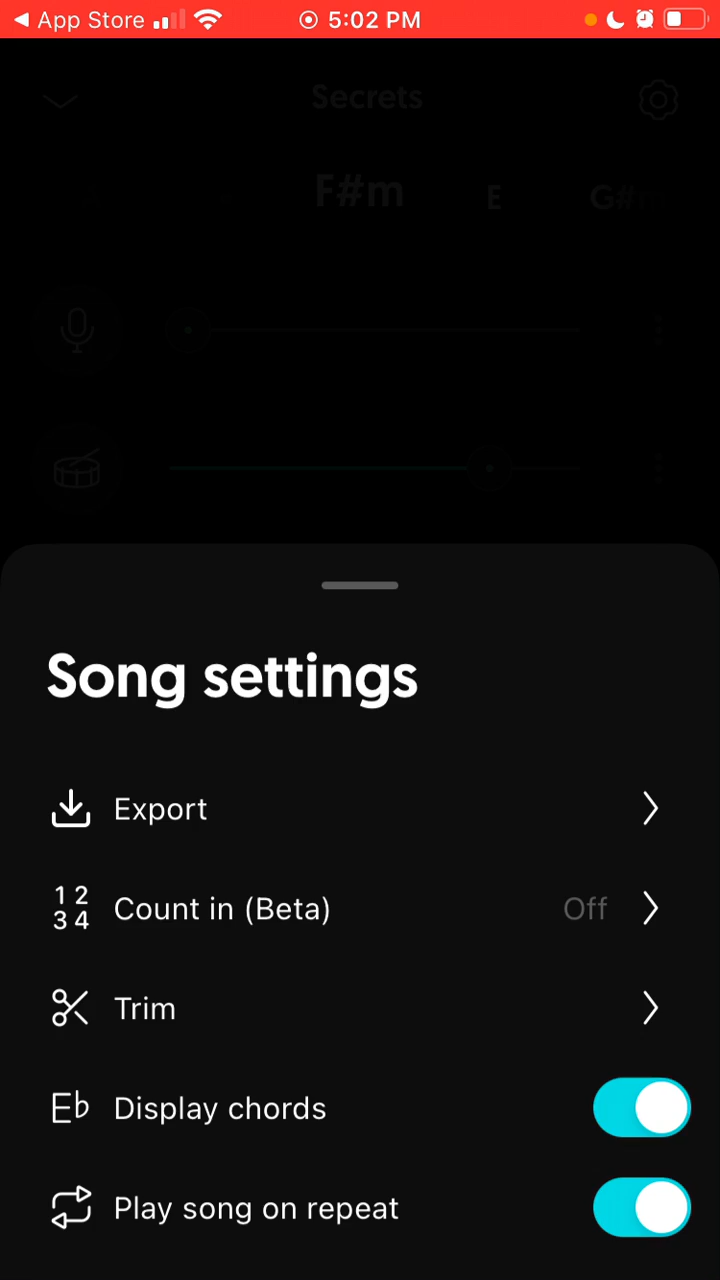 ◀ App Store 5:02 PM
Secrets
A F#m E G#m
Song settings
Export
1 2
3 4
Count in (Beta) Off
Trim
Eb Display chords
Play song on repeat